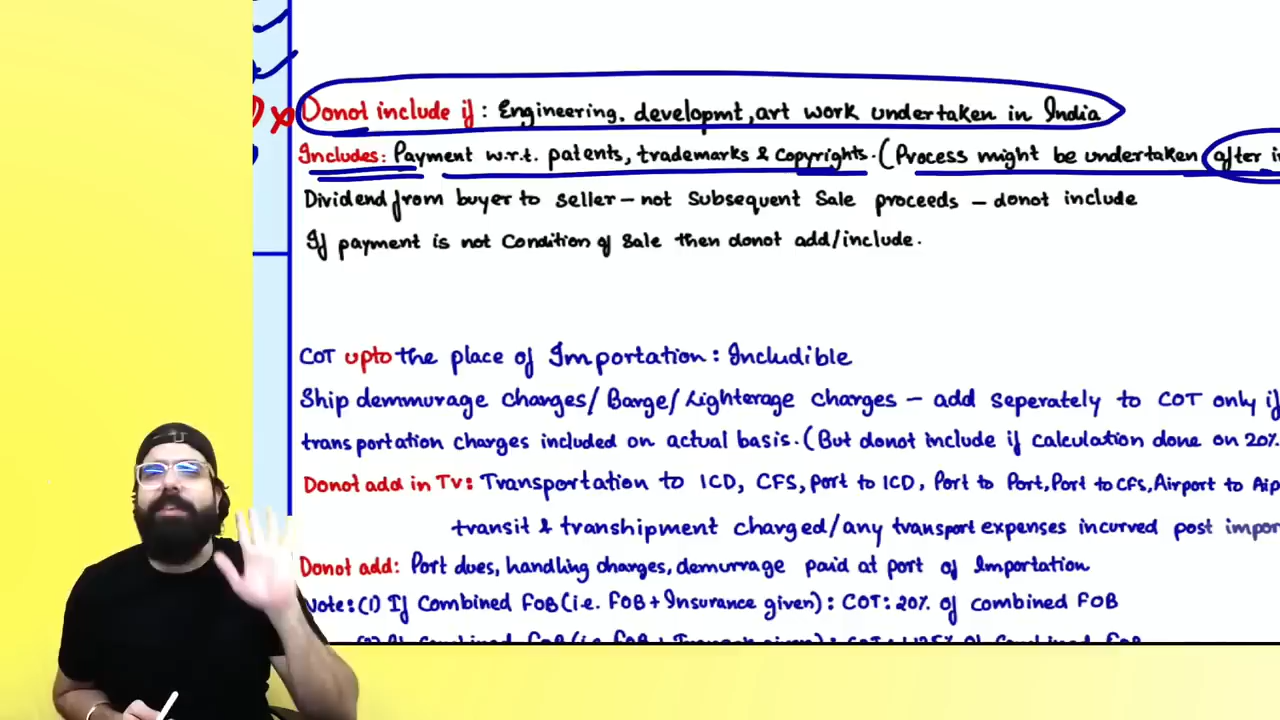 Donot include if: Engineering. developmt, art work undertaken in India
Includes: Payment w.r.t. patents, trademarks & Copyrights. (Process might be undertaken after
Dividend from buyer to seller - not Subsequent Sale proceeds - donot include
If payment is not Condition of Sale then donot add/include.
COT upto the place of Importation: Includible
Ship demmurage charges/ Barge/ Lighterage charges - add seperately to COT only if
transportation charges included on actual basis. (But donot include if calculation done on 20%.
Donot add in TV: Transportation to ICD, CFS, port to ICD, Port to Port, Port to CFS, Airport to
transit & transhipment charged/any transport expenses incurred post
Donot add: Port dues, handling charges, demurrage paid at port of Importation
Note: (1) If Combined FOB (i.e. FOB + Insurance given) : COT: 20% of combined FOB